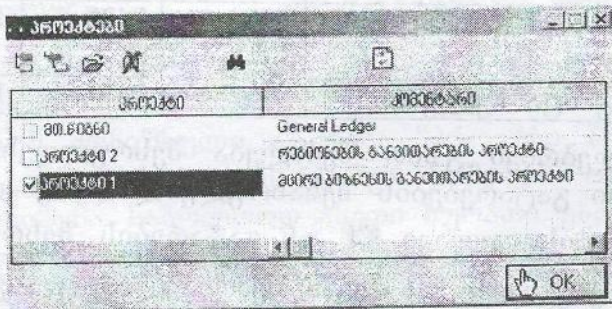 პროექტები
პროექტი კომენტარი
მთ.წიგნი General Ledger
პროექტი 2 რეგიონების განვითარების პროექტი
პროექტი 1 მცირე ბიზნესის განვითარების პროექტი
OK